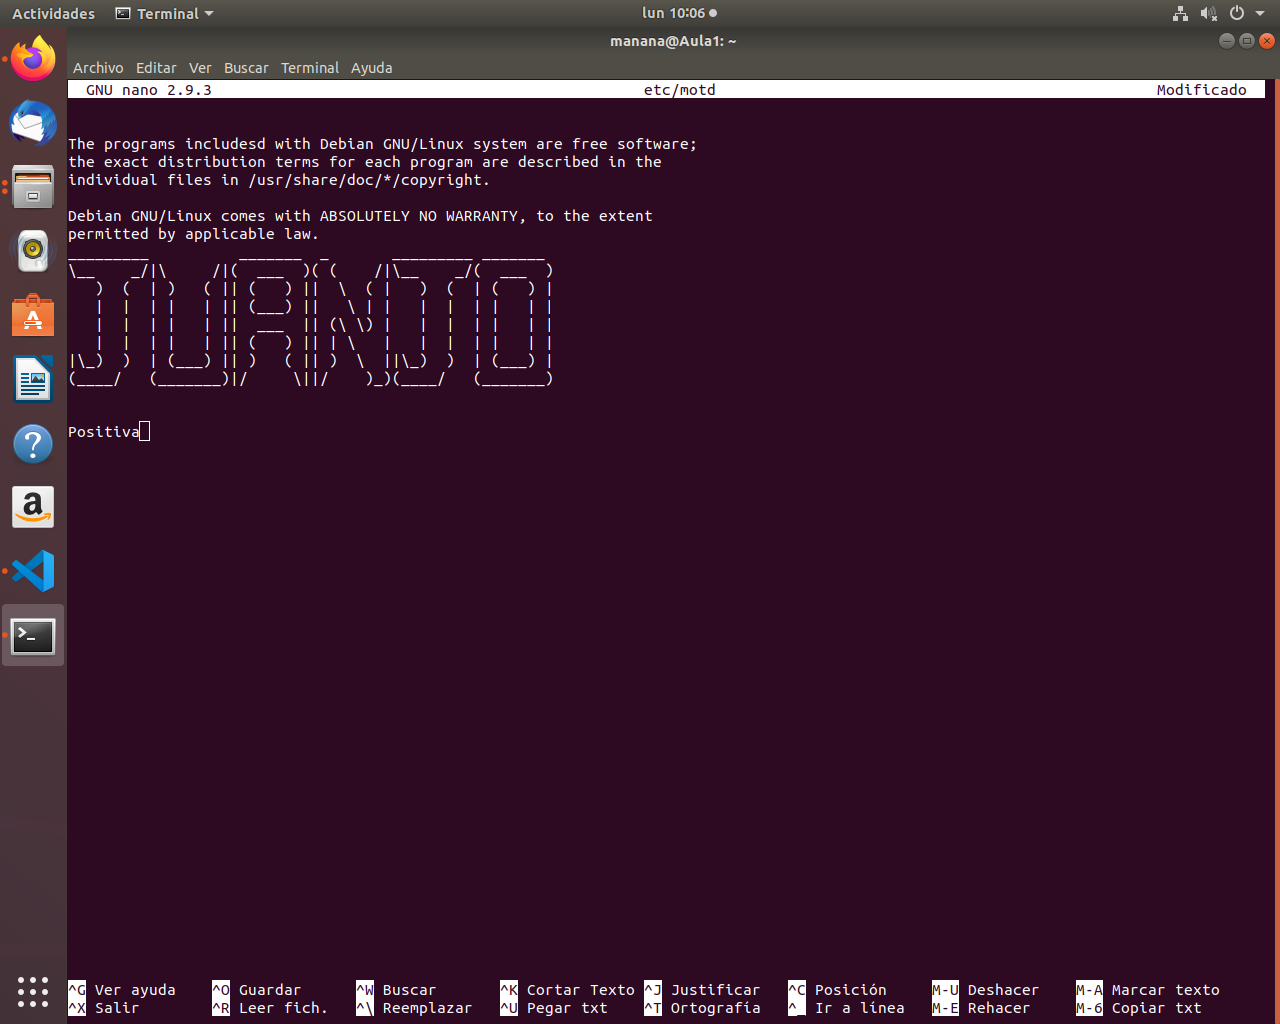 Actividades Terminal lun 10:06
manana@Aula1: ~
Archivo Editar Ver Buscar Terminal Ayuda
GNU nano 2.9.3 etc/motd Modificado
The programs includesd with Debian GNU/Linux system are free software;
the exact distribution terms for each program are described in the
individual files in /usr/share/doc/*/copyright.
Debian GNU/Linux comes with ABSOLUTELY NO WARRANTY, to the extent
permitted by applicable law.
JUANJO
Positiva
^G Ver ayuda ^O Guardar ^W Buscar ^K Cortar Texto ^J Justificar ^C Posición M-U Deshacer M-A Marcar texto
^X Salir ^R Leer fich. ^\ Reemplazar ^U Pegar txt ^T Ortografía ^_ Ir a línea M-E Rehacer M-6 Copiar txt